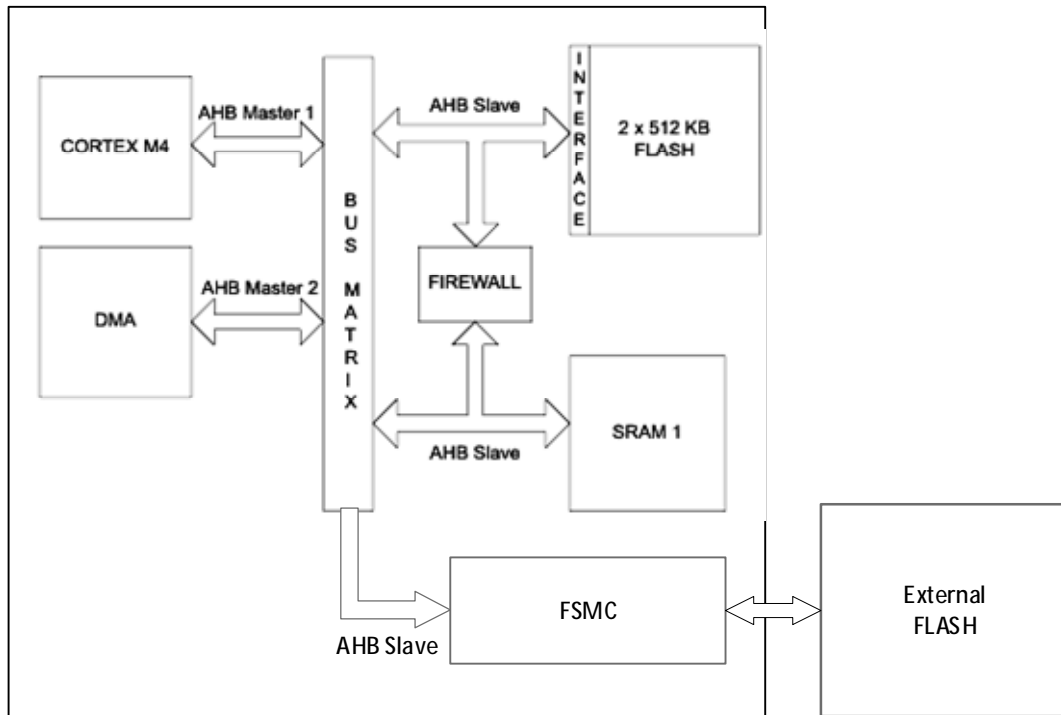 CORTEX M4
AHB Master 1
DMA
AHB Master 2
BUS MATRIX
AHB Slave
INTERFACE
2 x 512 KB
FLASH
FIREWALL
AHB Slave
SRAM 1
AHB Slave
FSMC
External
FLASH